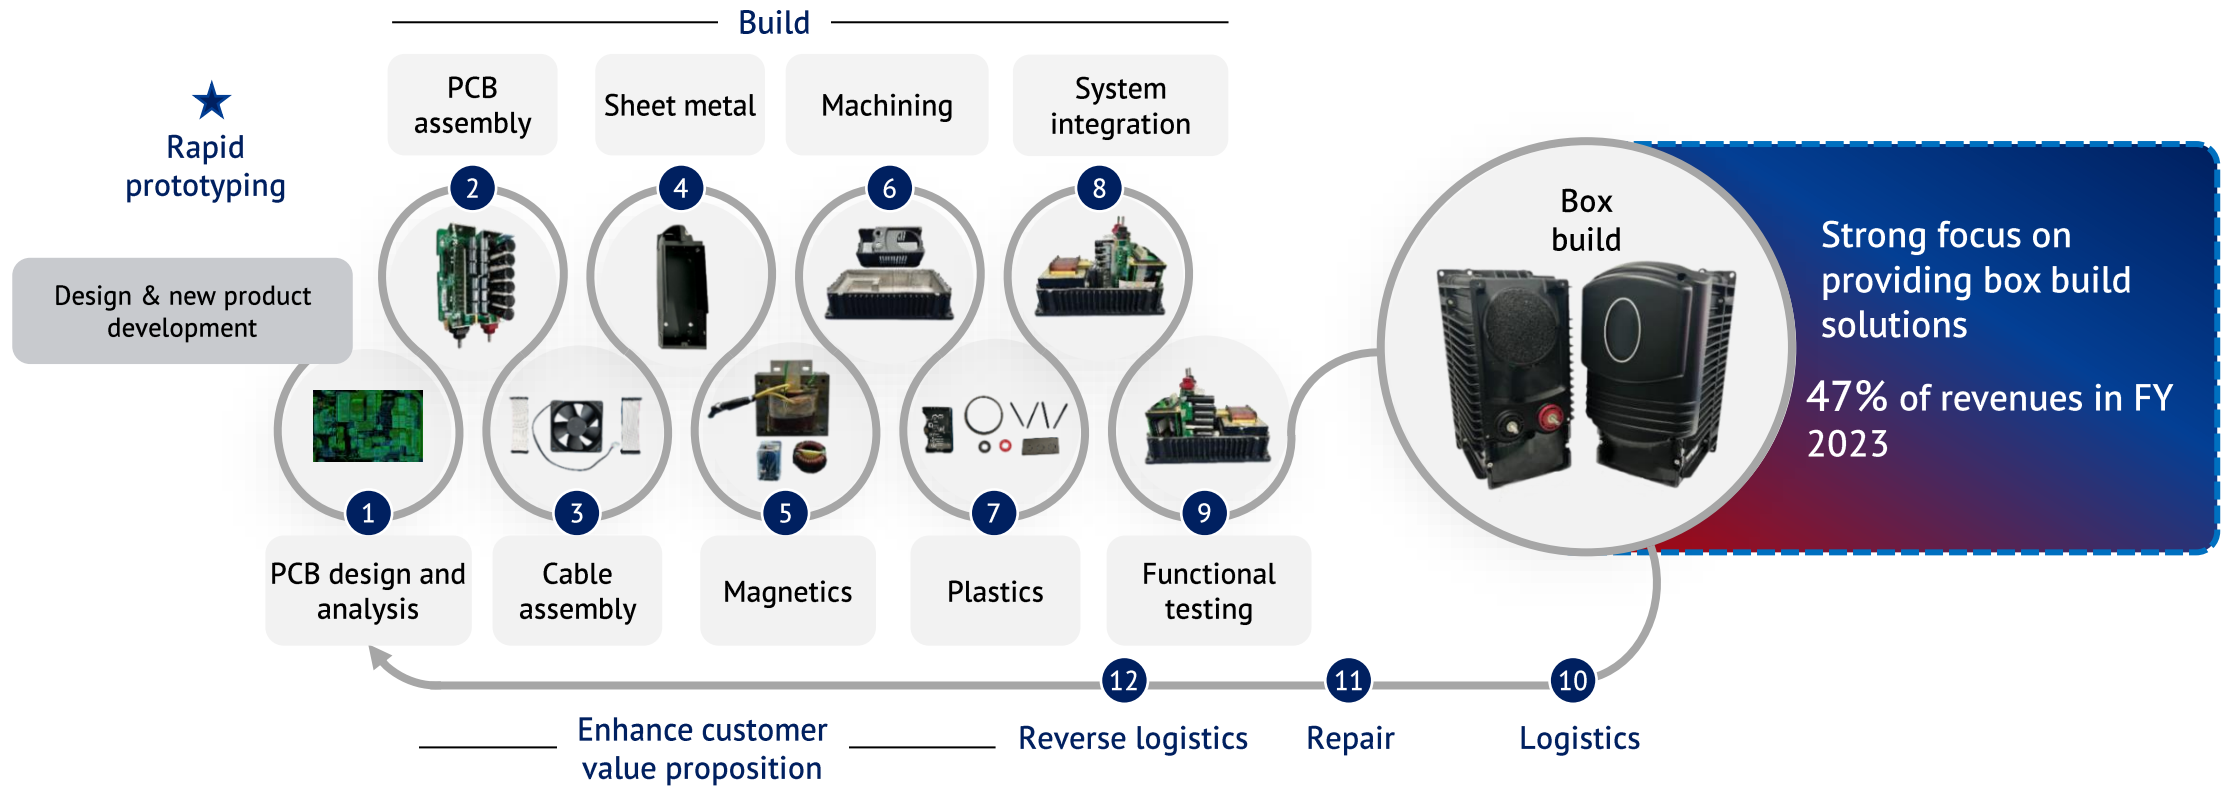 Build
Rapid
prototyping
Design & new product
development
PCB
assembly
Sheet metal
Machining
System
integration
2
4
6
8
1
3
5
7
9
PCB design and
analysis
Cable
assembly
Magnetics
Plastics
Functional
testing
Box
build
Strong focus on
providing box build
solutions
47% of revenues in FY
2023
12
11
10
Reverse logistics
Repair
Logistics
Enhance customer
value proposition